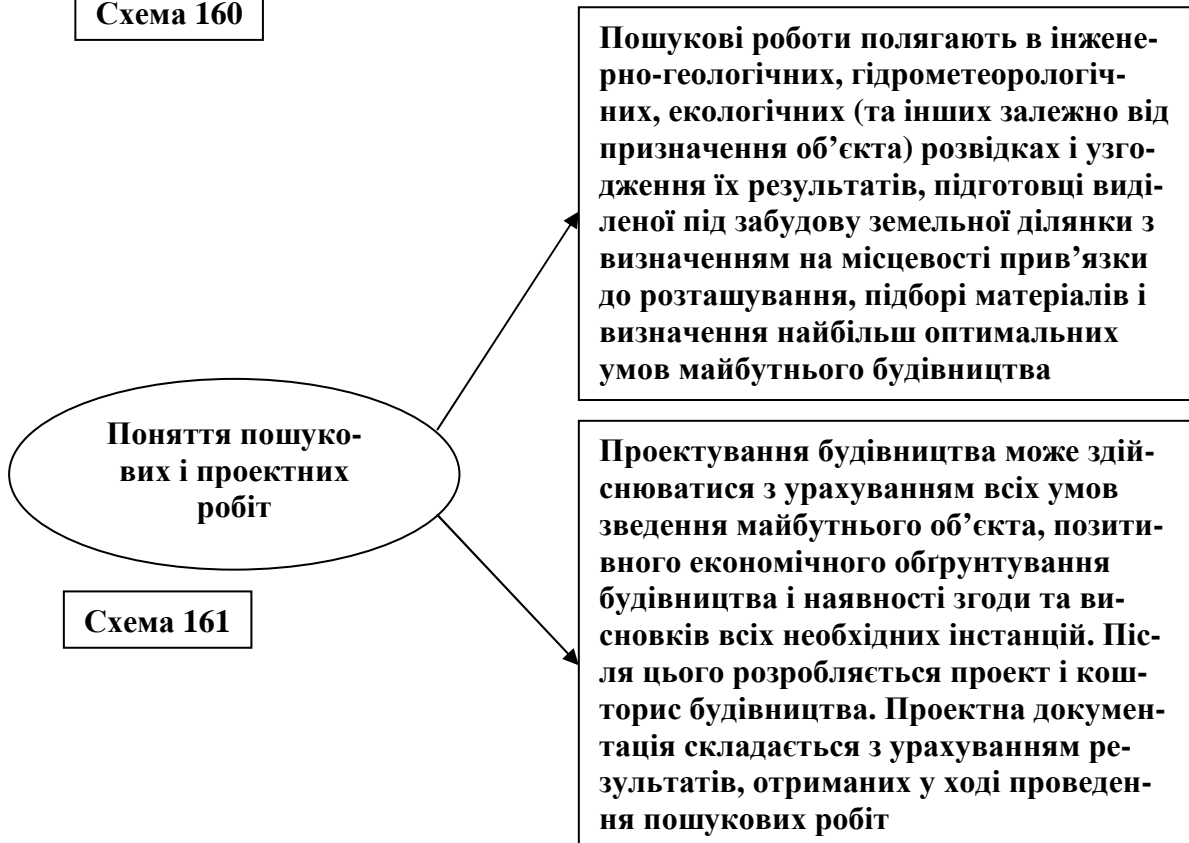 Схема 160
Пошукові роботи полягають в інжене-
рно-геологічних, гідрометеорологіч-
них, екологічних (та інших залежно від
призначення об’єкта) розвідках і узго-
дження їх результатів, підготовці виді-
леної під забудову земельної ділянки з
визначенням на місцевості прив’язки
до розташування, підборі матеріалів і
визначення найбільш оптимальних
умов майбутнього будівництва
Поняття пошуко-
вих і проектних
робіт
Схема 161
Проектування будівництва може здій-
снюватися з урахуванням всіх умов
зведення майбутнього об’єкта, позити-
вного економічного обґрунтування
будівництва і наявності згоди та ви-
сновків всіх необхідних інстанцій. Піс-
ля цього розробляється проект і кош-
торис будівництва. Проектна докумен-
тація складається з урахуванням ре-
зультатів, отриманих у ході проведен-
ня пошукових робіт